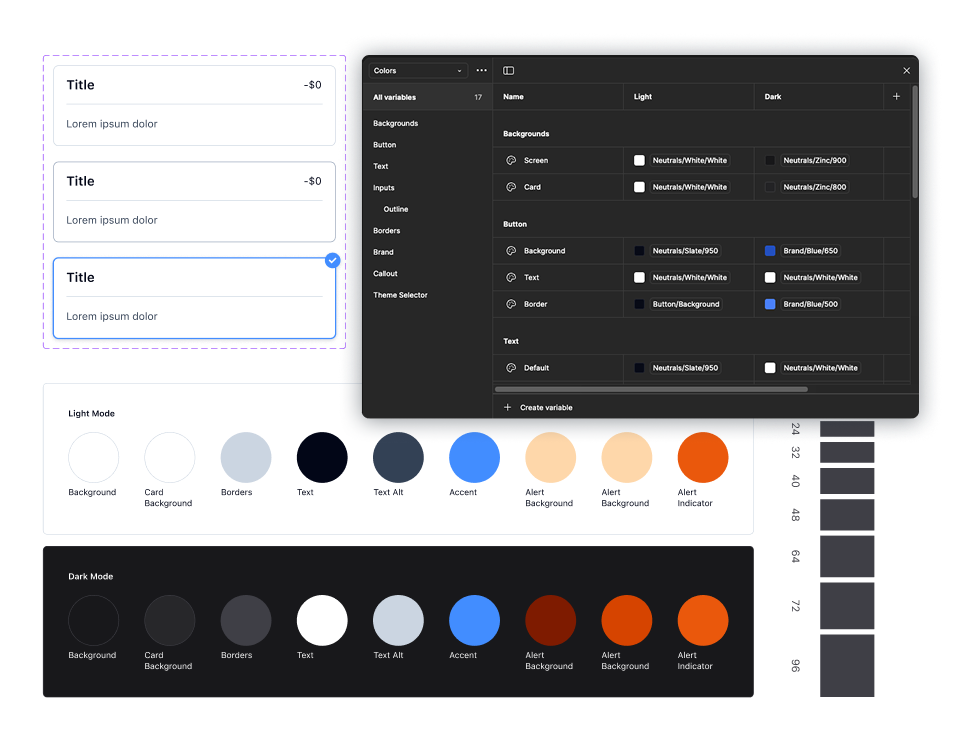 Title
-$0
Lorem ipsum dolor
Title
-$0
Lorem ipsum dolor
Title
Lorem ipsum dolor
Colors
All variables 17
Backgrounds
Button
Text
Inputs
Outline
Borders
Brand
Callout
Theme Selector
Name Light Dark
Backgrounds
Screen Neutrals/White/White Neutrals/Zinc/900
Card Neutrals/White/White Neutrals/Zinc/800
Button
Background Neutrals/Slate/950 Brand/Blue/650
Text Neutrals/White/White Neutrals/White/White
Border Button/Background Brand/Blue/500
Text
Default Neutrals/Slate/950 Neutrals/White/White
Create variable
Light Mode
Background
Card
Background
Borders
Text
Text Alt
Accent
Alert
Background
Alert
Background
Alert
Indicator
Dark Mode
Background
Card
Background
Borders
Text
Text Alt
Accent
Alert
Background
Alert
Background
Alert
Indicator
24
32
40
48
64
72
96